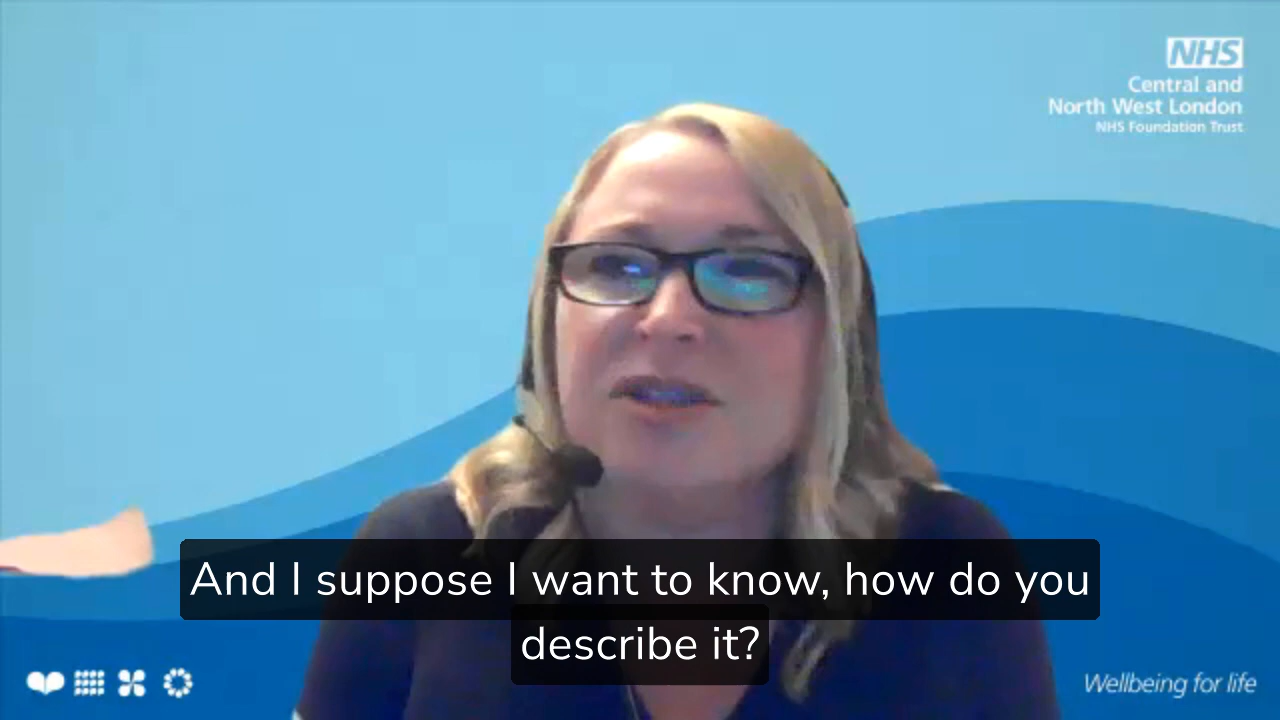 NHS
Central and
North West London
NHS Foundation Trust
And I suppose I want to know, how do you
describe it?
Wellbeing for life